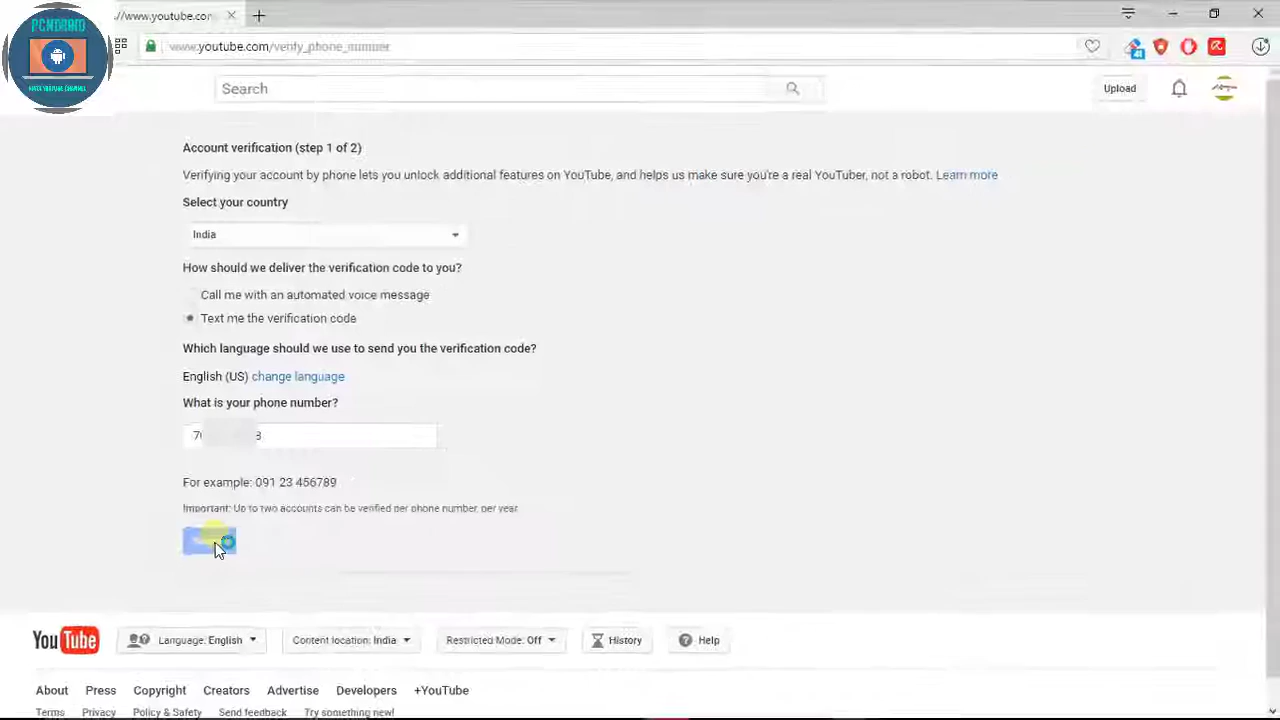 PCNDROID
//www.youtube.cor
www.youtube.com/verify_phone_number
41
Search
Upload
Account verification (step 1 of 2)
Verifying your account by phone lets you unlock additional features on YouTube, and helps us make sure you're a real YouTuber, not a robot. Learn more
Select your country
India
How should we deliver the verification code to you?
Call me with an automated voice message
Text me the verification code
Which language should we use to send you the verification code?
English (US) change language
What is your phone number?
For example: 091 23 456789
Important: Up to two accounts can be verified per phone number, per year
YouTube Language: English Content location: India Restricted Mode: Off History Help
About Press Copyright Creators Advertise Developers +YouTube
Terms Privacy Policy & Safety Send feedback Try something new!